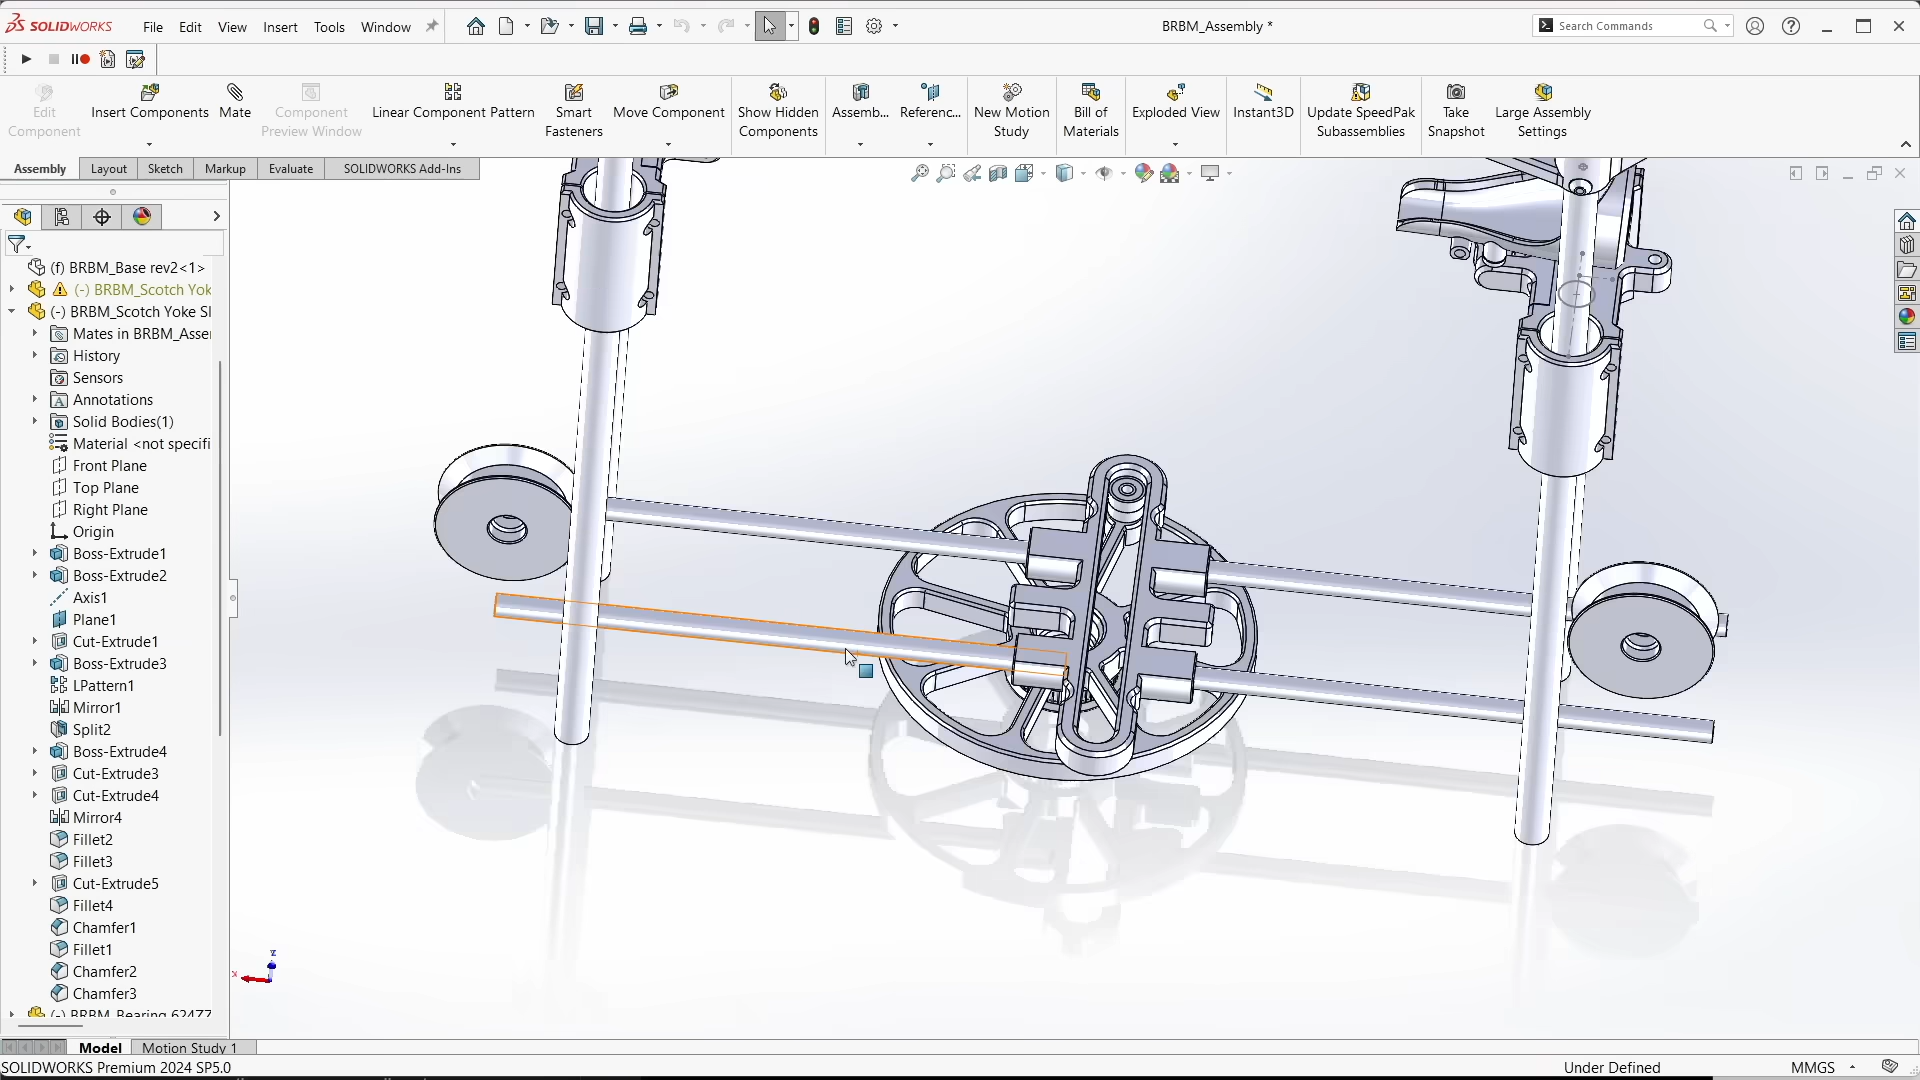 SOLIDWORKS File Edit View Insert Tools Window BRBM_Assembly * Search Commands
Edit Component
Insert Components
Mate
Component Preview Window
Linear Component Pattern
Smart Fasteners
Move Component
Show Hidden Components
Assemb...
Referenc...
New Motion Study
Bill of Materials
Exploded View
Instant3D
Update SpeedPak Subassemblies
Take Snapshot
Large Assembly Settings
Assembly Layout Sketch Markup Evaluate SOLIDWORKS Add-Ins
(f) BRBM_Base rev2<1>
(-) BRBM_Scotch Yok
(-) BRBM_Scotch Yoke Sl
Mates in BRBM_Asse
History
Sensors
Annotations
Solid Bodies(1)
Material <not specifi
Front Plane
Top Plane
Right Plane
Origin
Boss-Extrude1
Boss-Extrude2
Axis1
Plane1
Cut-Extrude1
Boss-Extrude3
LPattern1
Mirror1
Split2
Boss-Extrude4
Cut-Extrude3
Cut-Extrude4
Mirror4
Fillet2
Fillet3
Cut-Extrude5
Fillet4
Chamfer1
Fillet1
Chamfer2
Chamfer3
(-) BRBM_Bearing 624ZZ
z
x
Model Motion Study 1
SOLIDWORKS Premium 2024 SP5.0 Under Defined MMGS